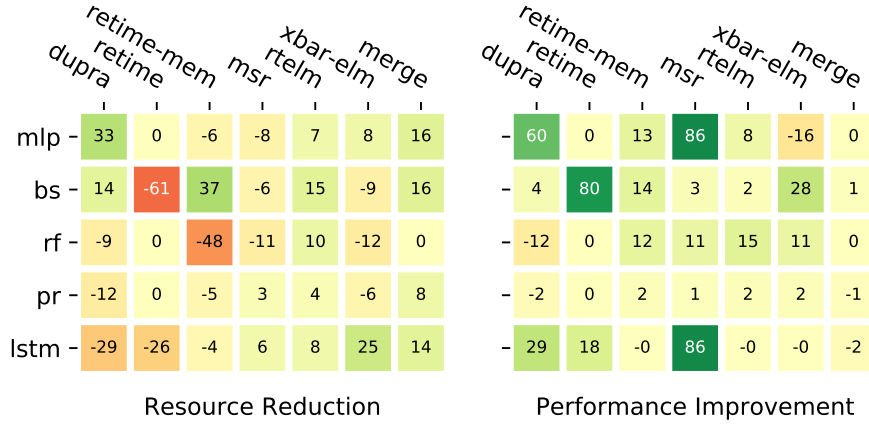 dupra retime retime-mem msr rtelm xbar-elm merge
dupra retime retime-mem msr rtelm xbar-elm merge
mlp 33 0 -6 -8 7 8 16 60 0 13 86 8 -16 0
bs 14 -61 37 -6 15 -9 16 4 80 14 3 2 28 1
rf -9 0 -48 -11 10 -12 0 -12 0 12 11 15 11 0
pr -12 0 -5 3 4 -6 8 -2 0 2 1 2 2 -1
lstm -29 -26 -4 6 8 25 14 29 18 -0 86 -0 -0 -2
Resource Reduction Performance Improvement